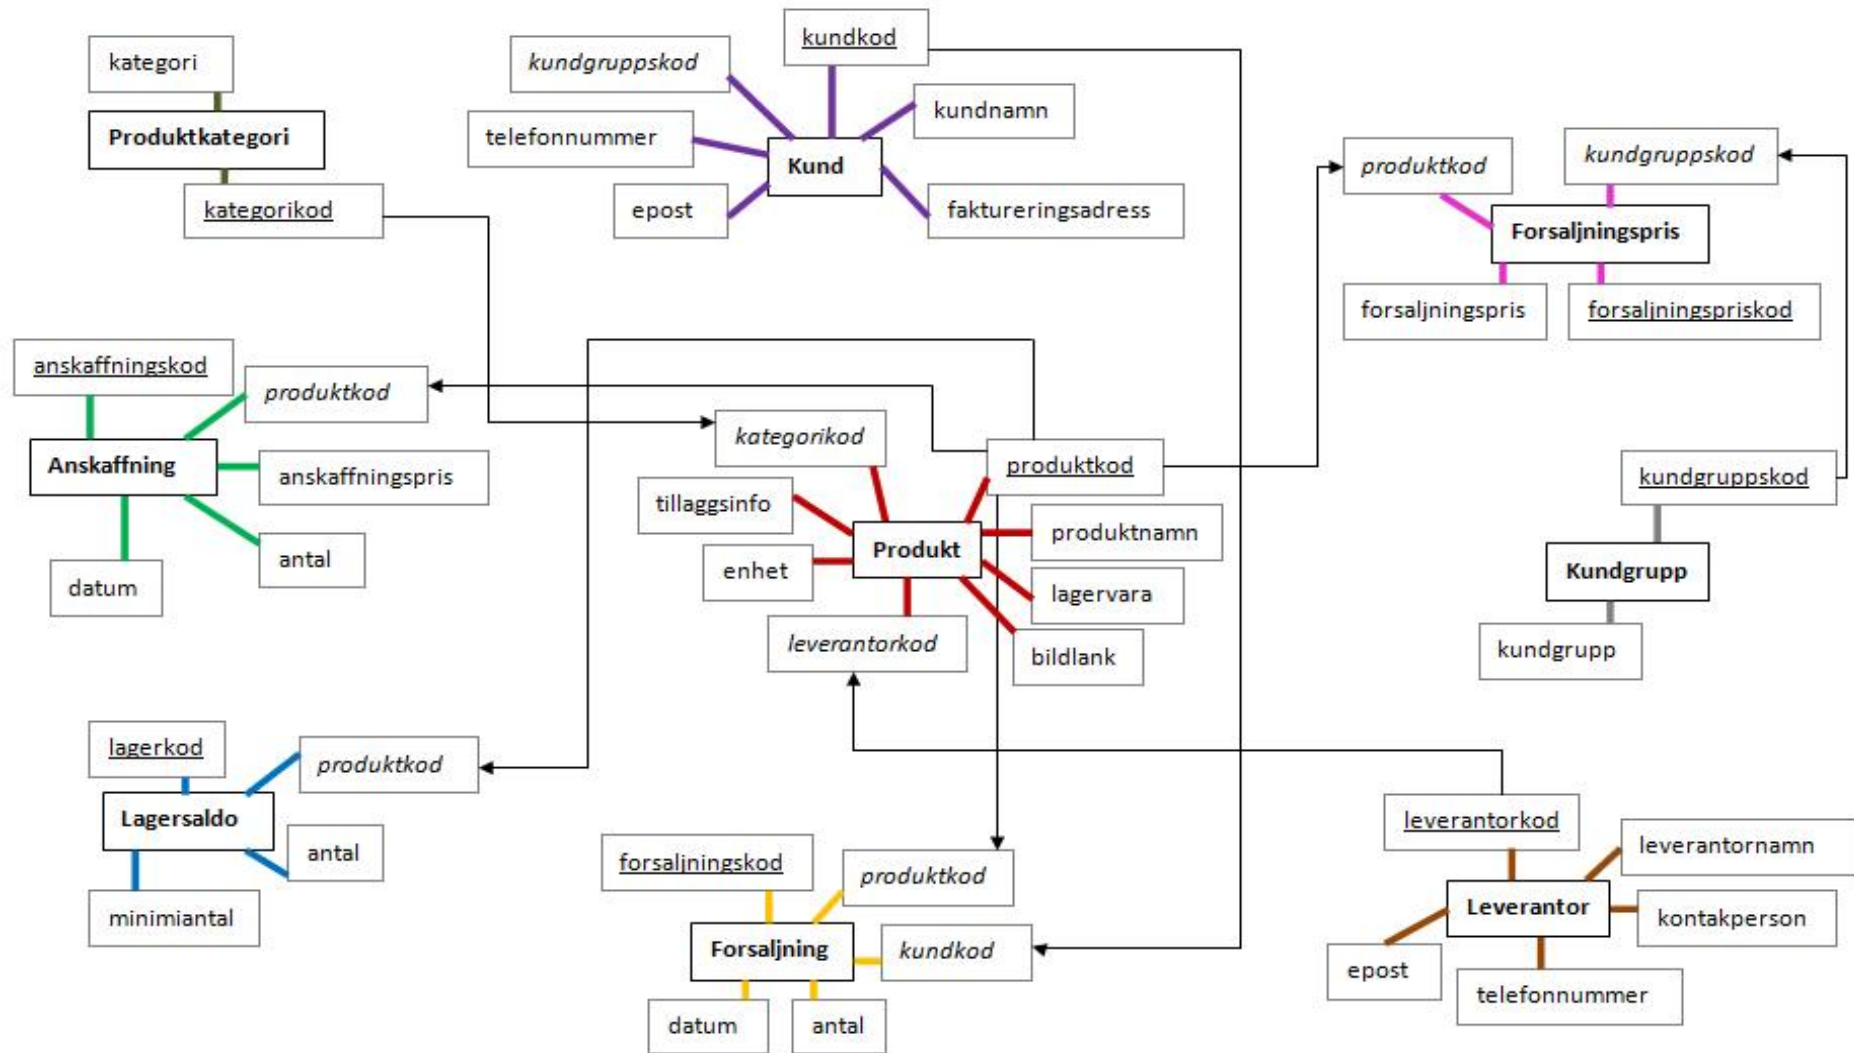 kategori
Produktkategori
kategorikod
kundgruppskod
kundkod
kundnamn
telefonnummer
Kund
epost
faktureringsadress
produktkod
kundgruppskod
Forsaljningspris
forsaljningspris
forsaljningspriskod
anskaffningskod
produktkod
Anskaffning
anskaffningspris
antal
datum
kategorikod
produktkod
tillaggsinfo
produktnamn
Produkt
enhet
lagervara
leverantorkod
bildlank
kundgruppskod
Kundgrupp
kundgrupp
lagerkod
produktkod
Lagersaldo
antal
minimiantal
forsaljningskod
produktkod
Forsaljning
kundkod
datum
antal
leverantorkod
leverantornamn
Leverantor
kontakperson
epost
telefonnummer